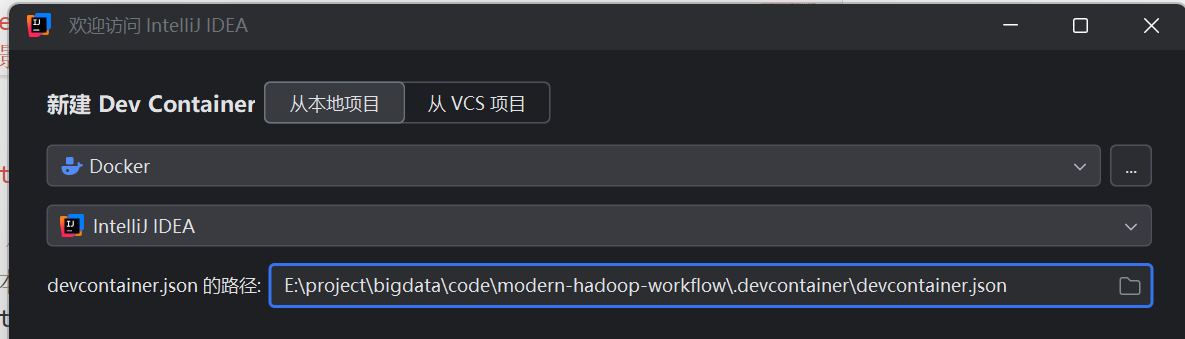 欢迎访问 IntelliJ IDEA
新建 Dev Container 从本地项目 从 VCS 项目
Docker ...
IntelliJ IDEA
devcontainer.json 的路径: E:\project\bigdata\code\modern-hadoop-workflow\.devcontainer\devcontainer.json